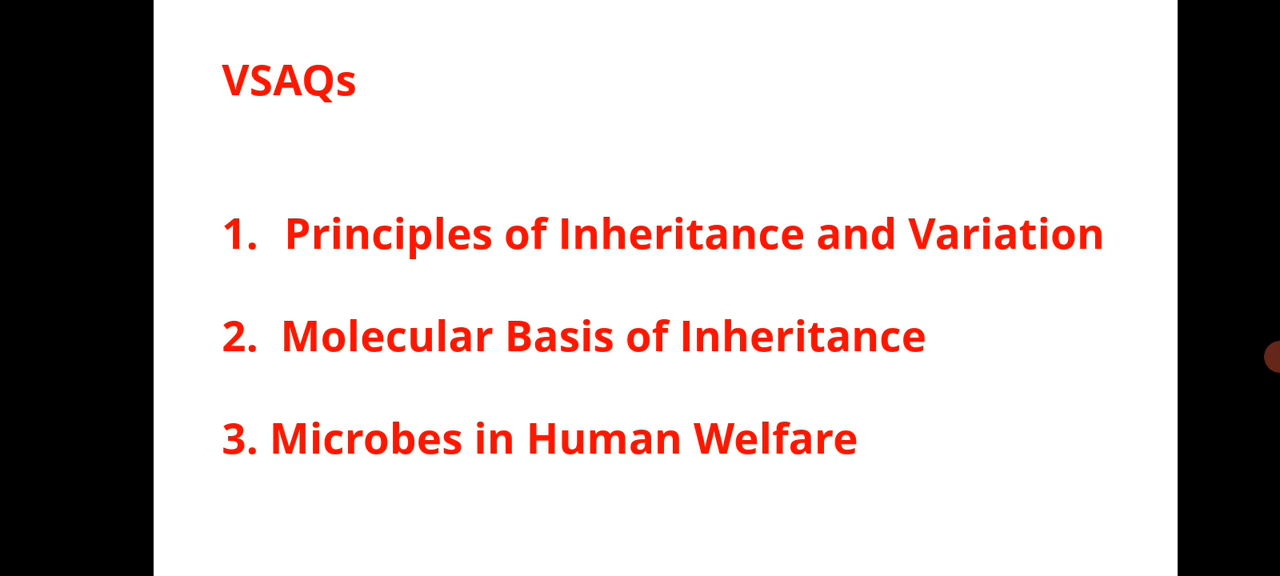 VSAQs
1. Principles of Inheritance and Variation
2. Molecular Basis of Inheritance
3. Microbes in Human Welfare